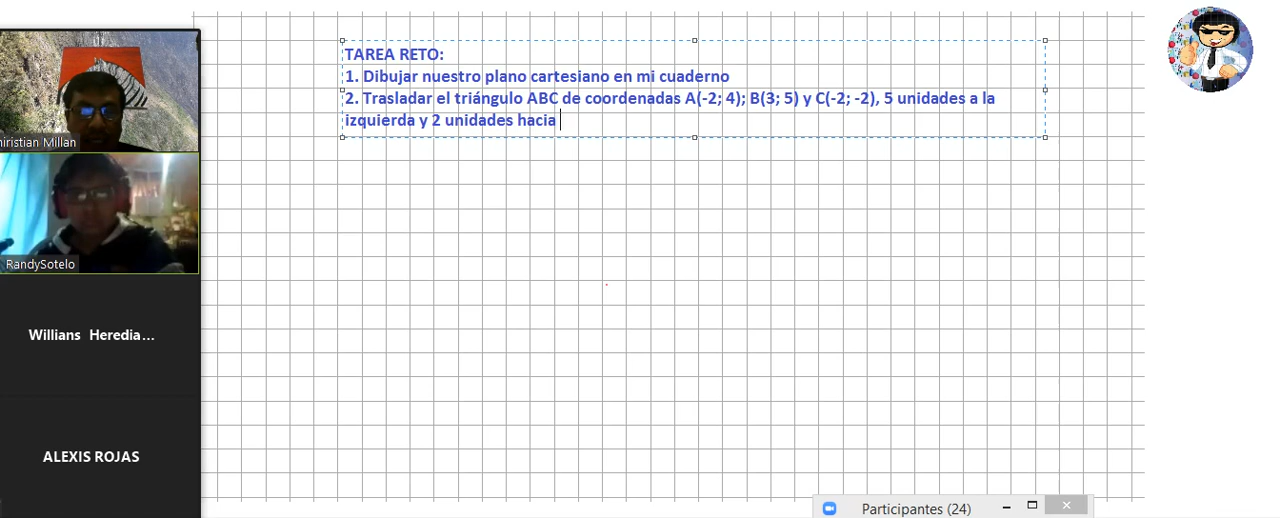 TAREA RETO:
1. Dibujar nuestro plano cartesiano en mi cuaderno
2. Trasladar el triángulo ABC de coordenadas A(-2; 4); B(3; 5) y C(-2; -2), 5 unidades a la
izquierda y 2 unidades hacia
hiristian Millan
RandySotelo
Willians Heredia...
ALEXIS ROJAS
Participantes (24)